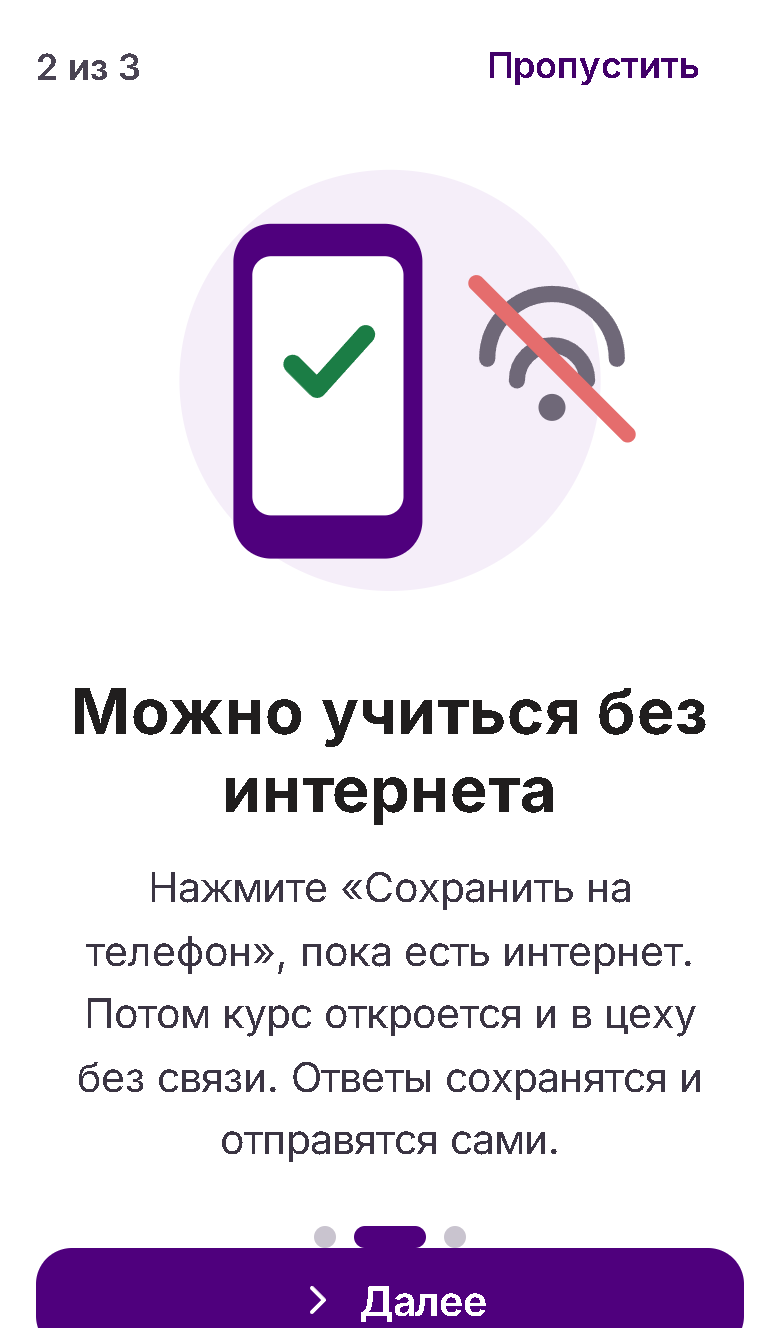 2 из 3
Пропустить
Можно учиться без
интернета
Нажмите «Сохранить на
телефон», пока есть интернет.
Потом курс откроется и в цеху
без связи. Ответы сохранятся и
отправятся сами.
Далее